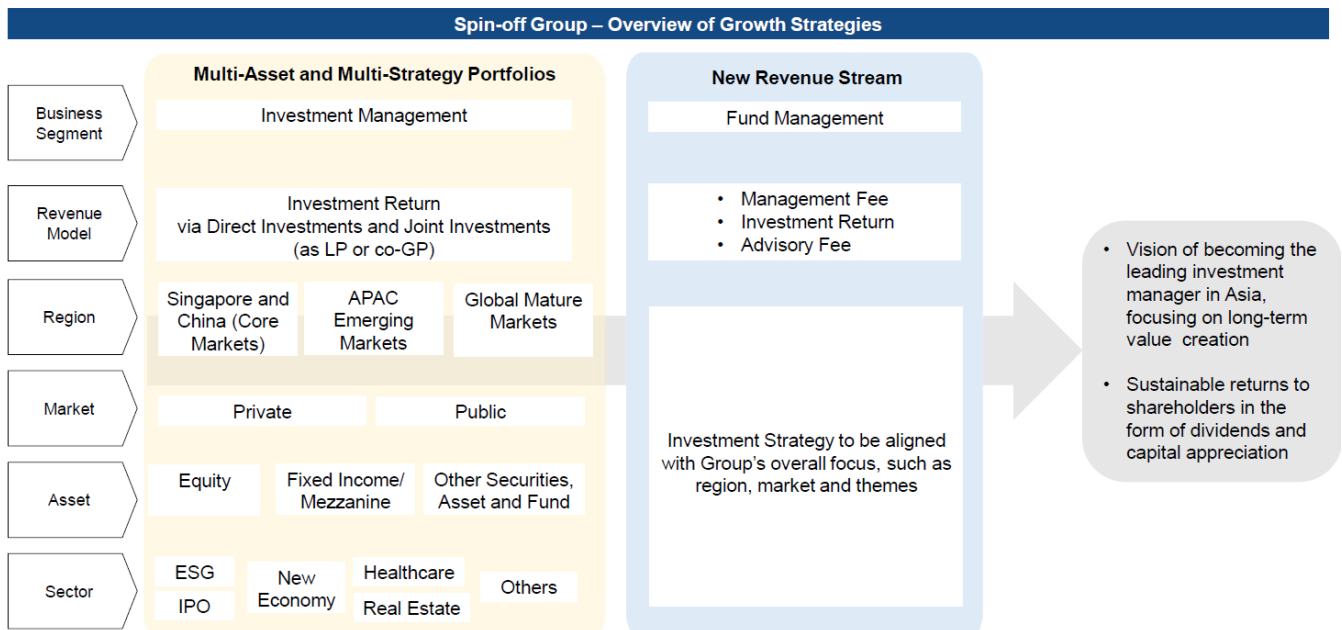 Spin-off Group – Overview of Growth Strategies
Multi-Asset and Multi-Strategy Portfolios
New Revenue Stream
Business
Segment
Investment Management
Fund Management
Revenue
Model
Investment Return
via Direct Investments and Joint Investments
(as LP or co-GP)
• Management Fee
• Investment Return
• Advisory Fee
Region
Singapore and
China (Core
Markets)
APAC
Emerging
Markets
Global Mature
Markets
Market
Private
Public
Asset
Equity
Fixed Income/
Mezzanine
Other Securities,
Asset and Fund
Sector
ESG
IPO
New
Economy
Healthcare
Real Estate
Others
Investment Strategy to be aligned
with Group's overall focus, such as
region, market and themes
• Vision of becoming the
leading investment
manager in Asia,
focusing on long-term
value creation
• Sustainable returns to
shareholders in the
form of dividends and
capital appreciation